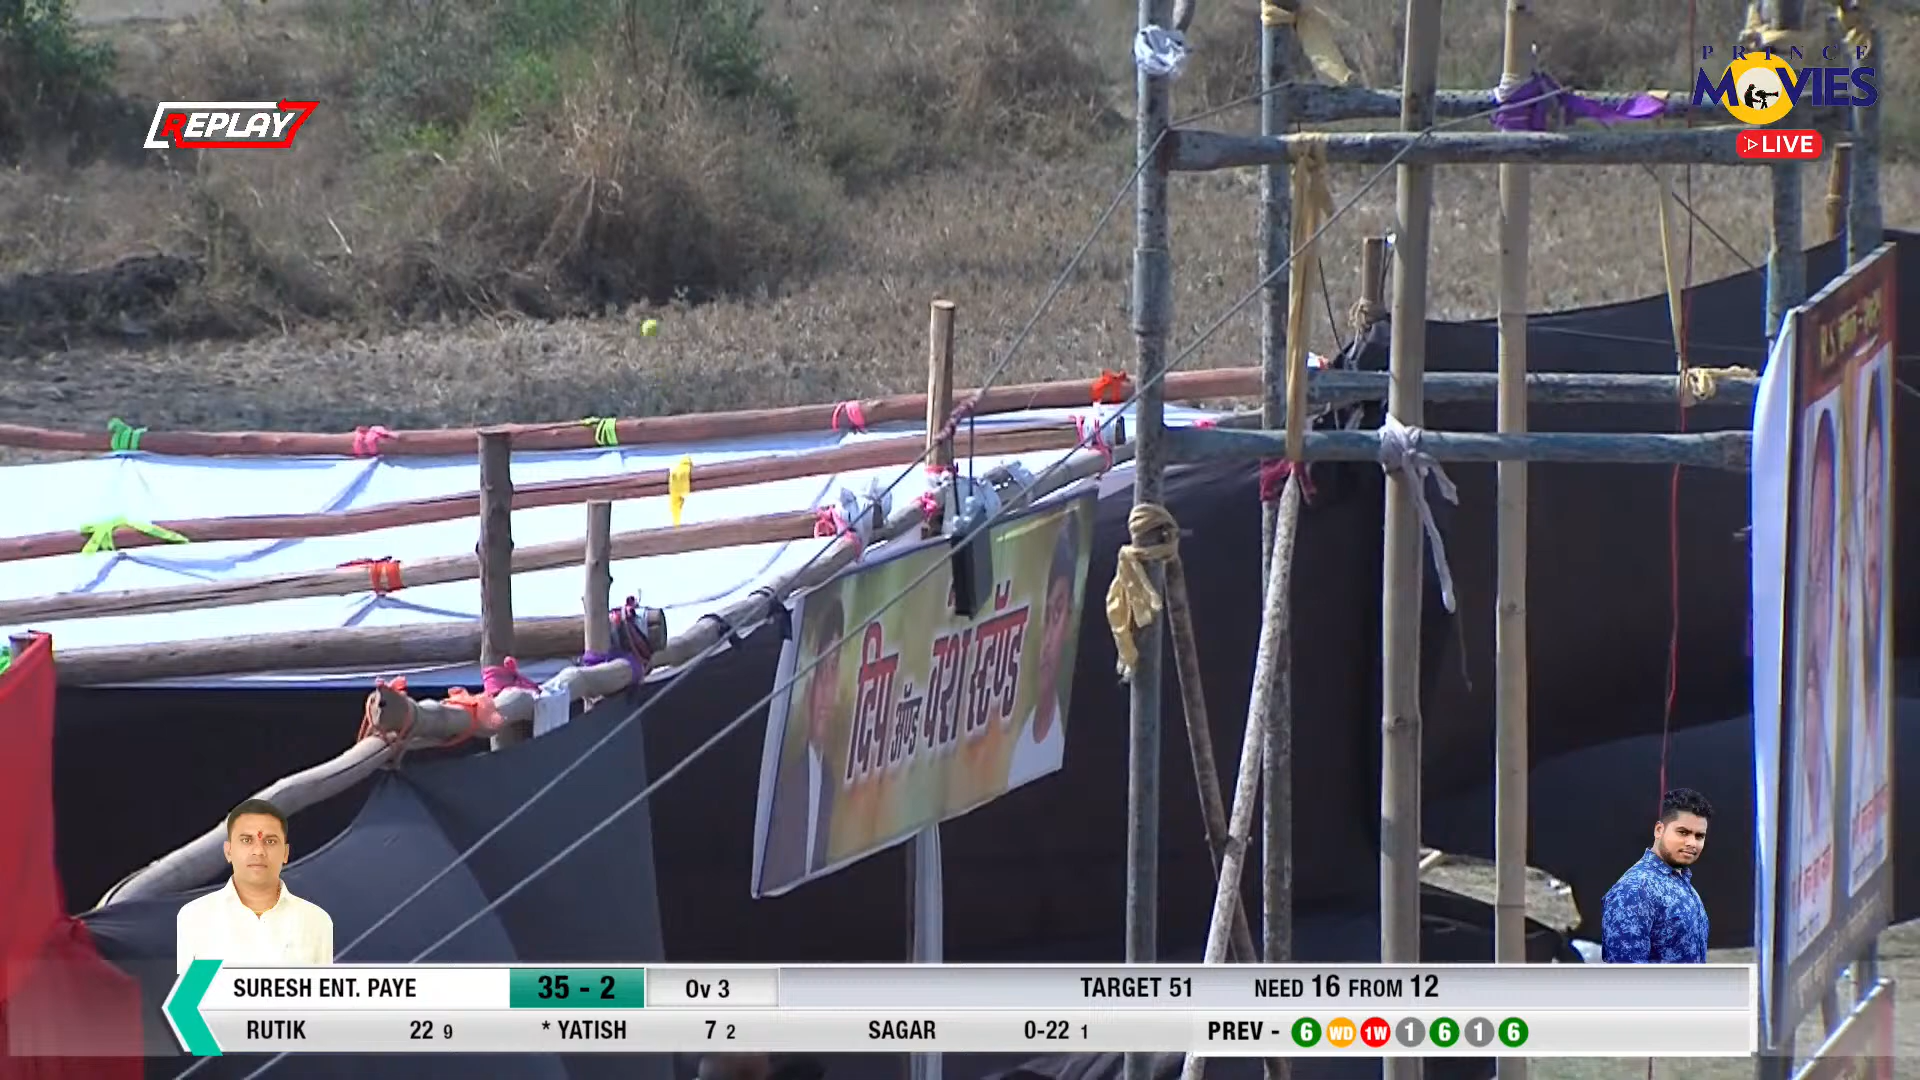 REPLAY
PRINCE
MOVIES
LIVE
दिप ॲण्ड वेश स्टॅण्ड
SURESH ENT. PAYE 35 - 2 Ov 3 TARGET 51 NEED 16 FROM 12
RUTIK 22 9 * YATISH 7 2 SAGAR 0-22 1 PREV - 6 WD 1W 1 6 1 6